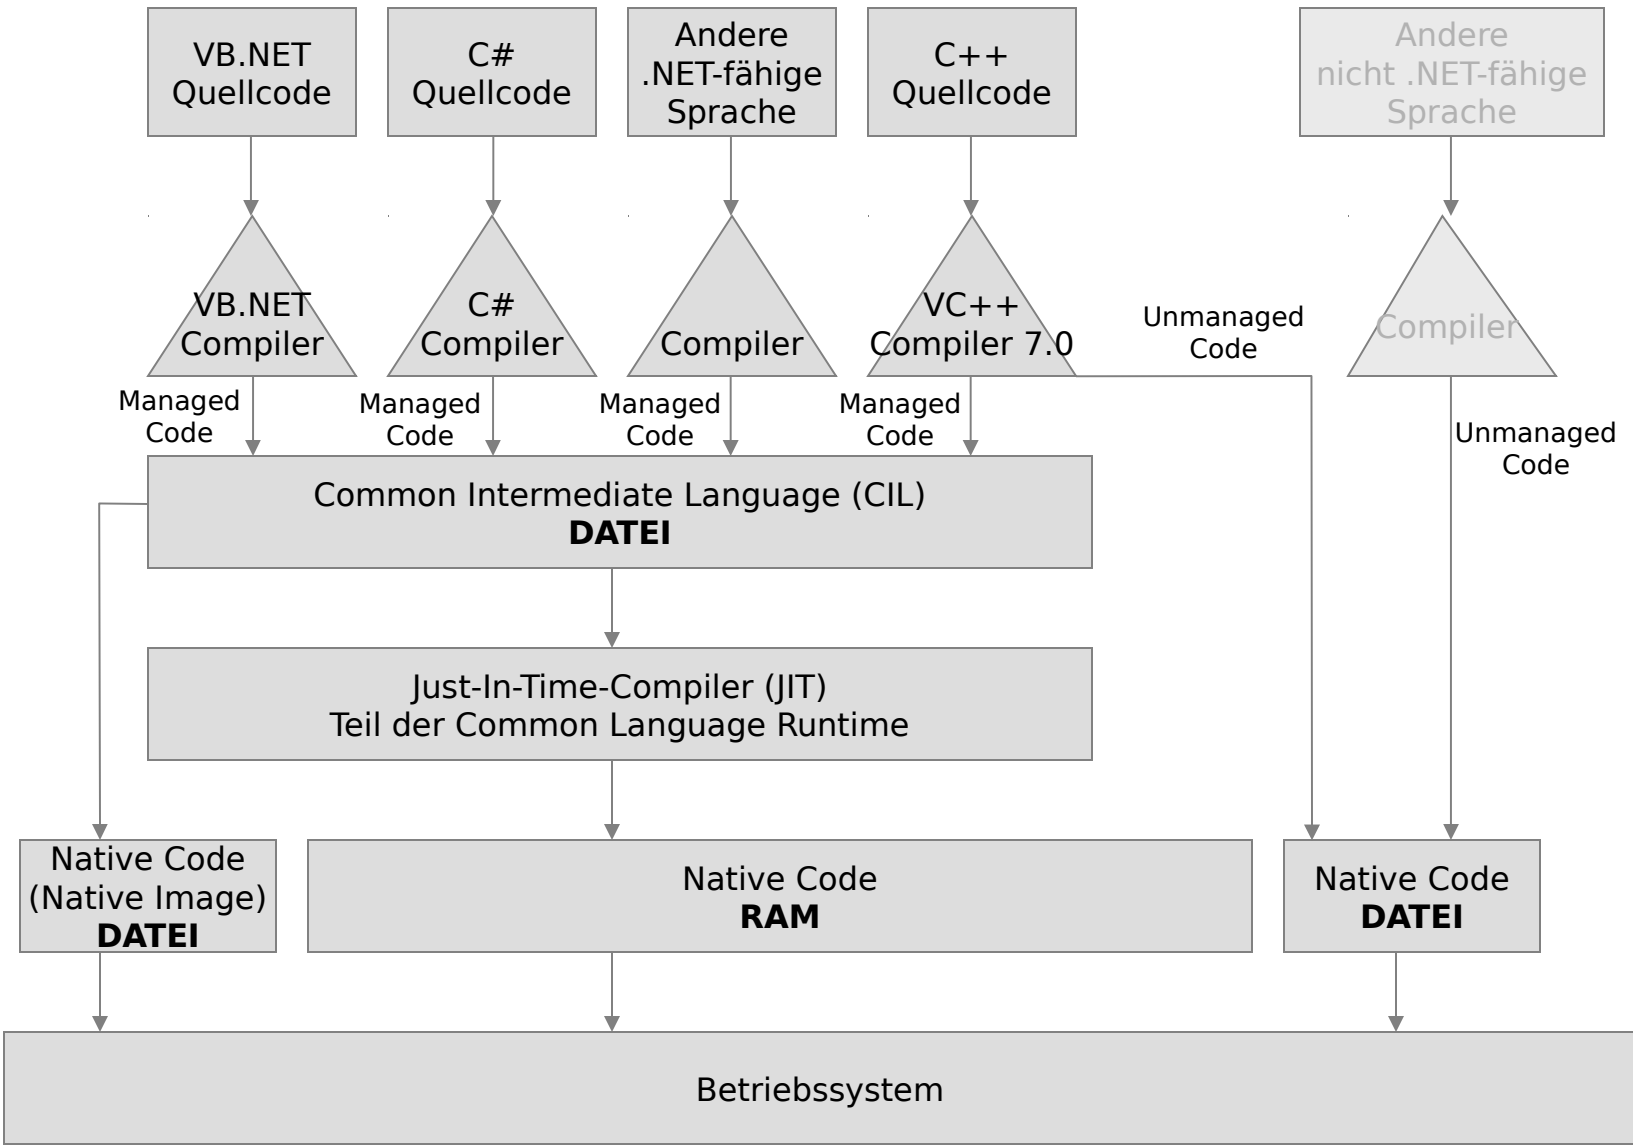 VB.NET
Quellcode
C#
Quellcode
Andere
.NET-fähige
Sprache
C++
Quellcode
Andere
nicht .NET-fähige
Sprache
VB.NET
Compiler
C#
Compiler
Compiler
VC++
Compiler 7.0
Unmanaged
Code
Compiler
Managed
Code
Managed
Code
Managed
Code
Managed
Code
Unmanaged
Code
Common Intermediate Language (CIL)
DATEI
Just-In-Time-Compiler (JIT)
Teil der Common Language Runtime
Native Code
(Native Image)
DATEI
Native Code
RAM
Native Code
DATEI
Betriebssystem